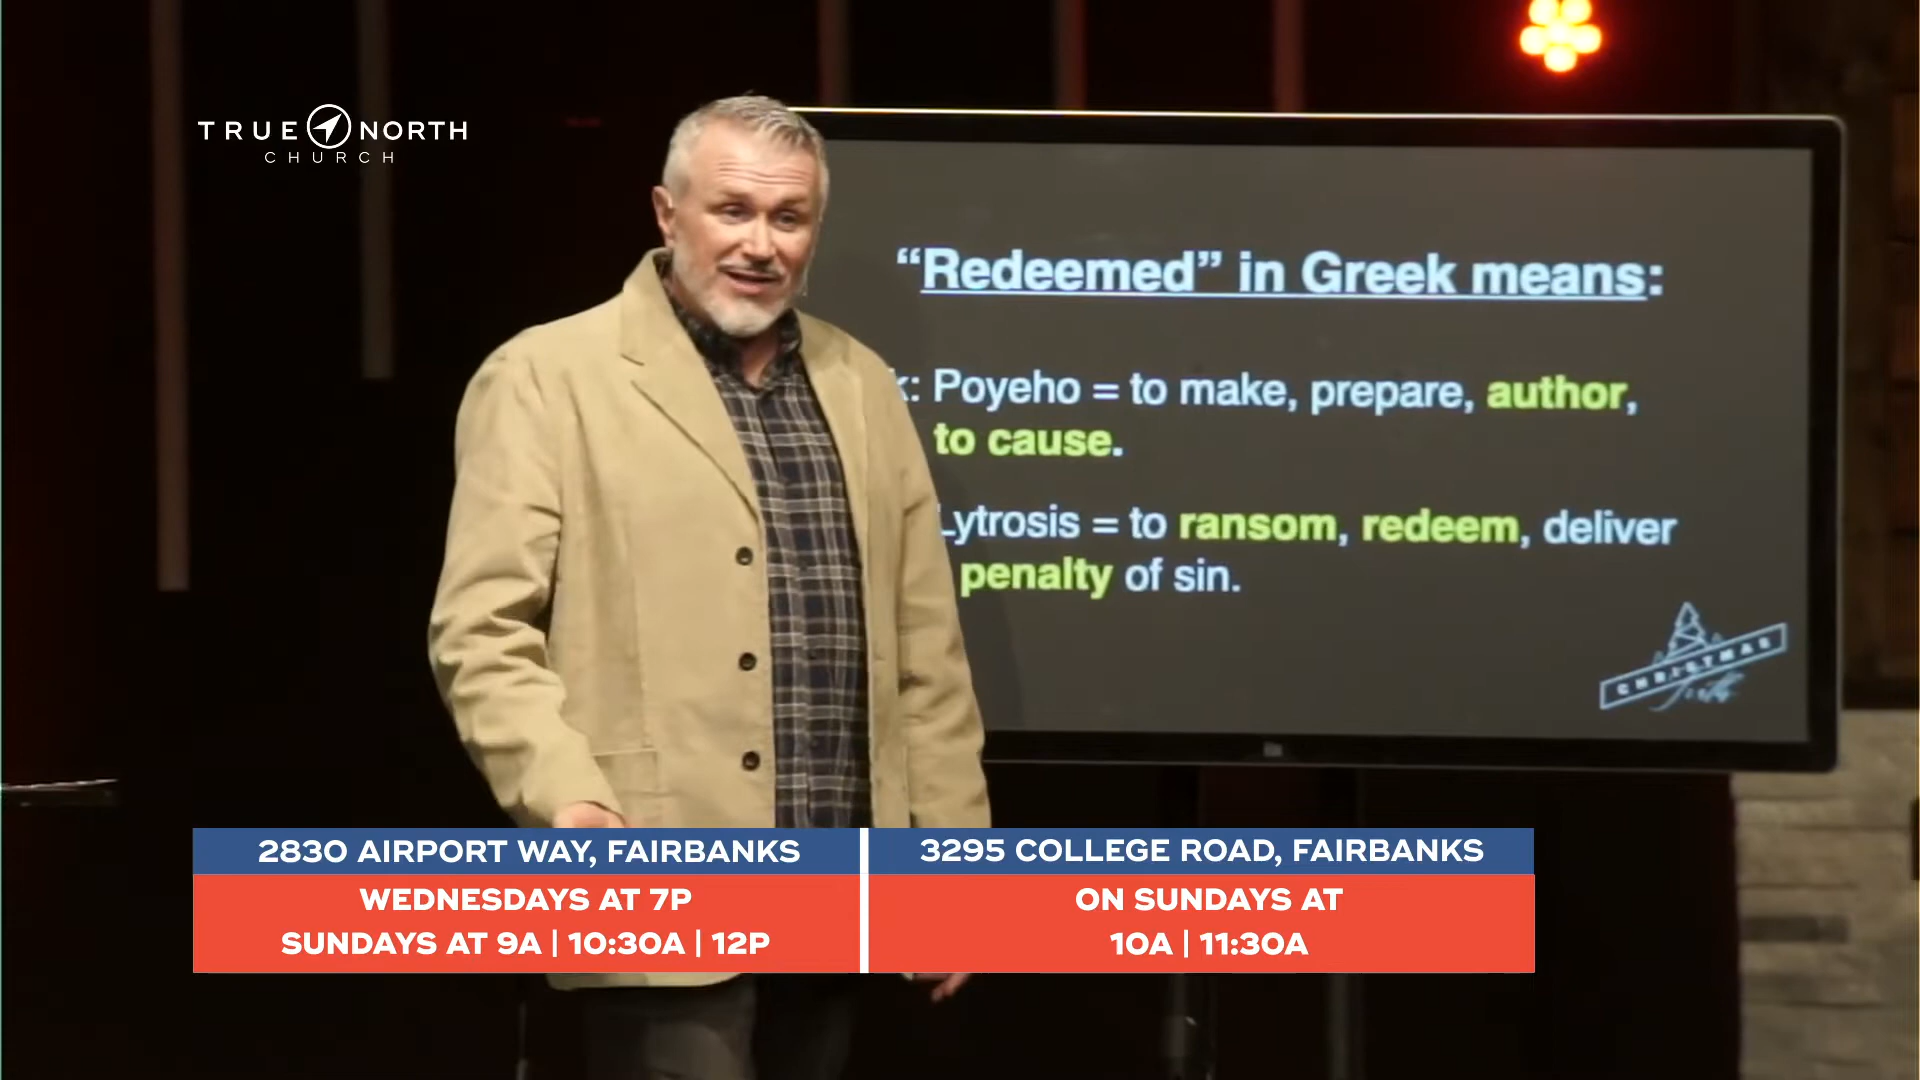 TRUE NORTH
CHURCH
“Redeemed” in Greek means:
k: Poyeho = to make, prepare, author,
to cause.
Lytrosis = to ransom, redeem, deliver
penalty of sin.
CHRISTMAS
2830 AIRPORT WAY, FAIRBANKS
WEDNESDAYS AT 7P
SUNDAYS AT 9A | 10:30A | 12P
3295 COLLEGE ROAD, FAIRBANKS
ON SUNDAYS AT
10A | 11:30A